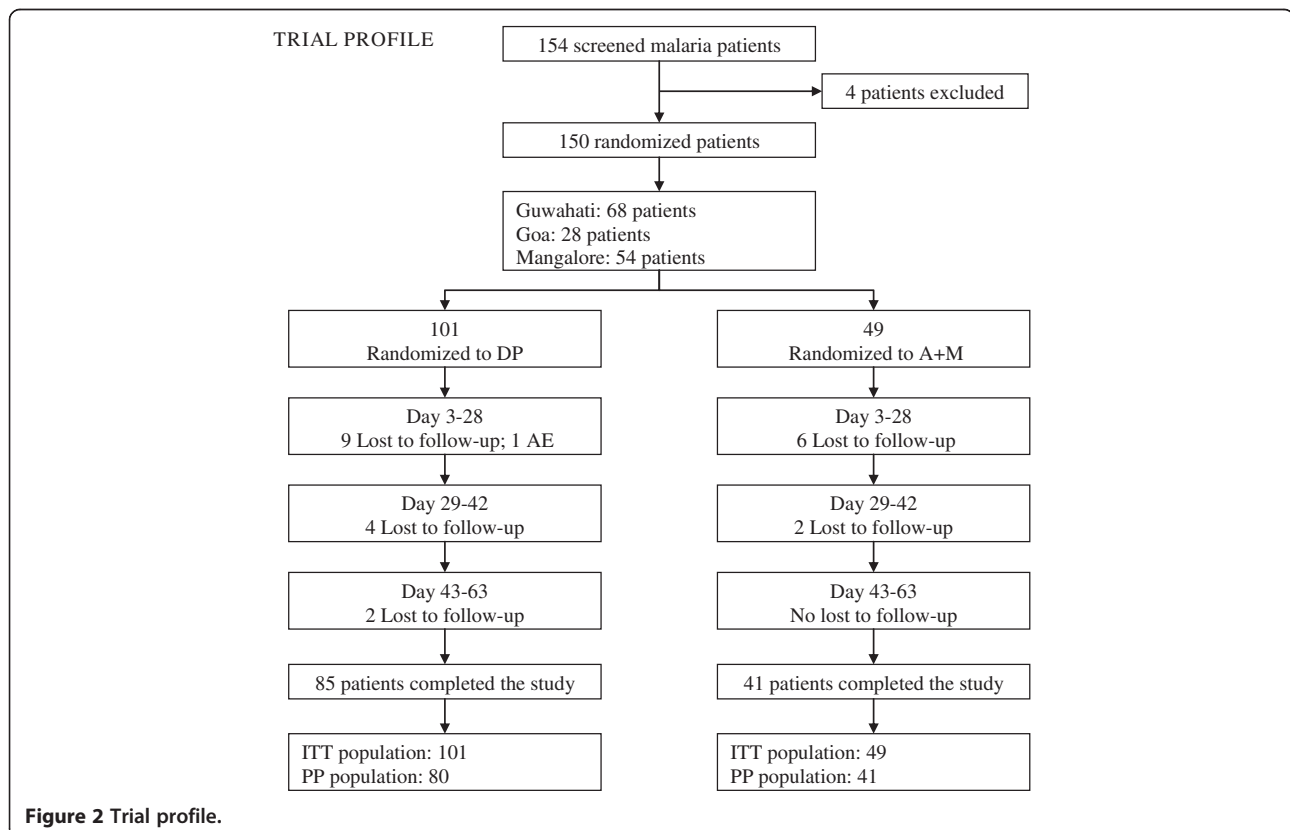 TRIAL PROFILE
154 screened malaria patients
4 patients excluded
150 randomized patients
Guwahati: 68 patients
Goa: 28 patients
Mangalore: 54 patients
101
Randomized to DP
49
Randomized to A+M
Day 3-28
9 Lost to follow-up; 1 AE
Day 3-28
6 Lost to follow-up
Day 29-42
4 Lost to follow-up
Day 29-42
2 Lost to follow-up
Day 43-63
2 Lost to follow-up
Day 43-63
No lost to follow-up
85 patients completed the study
41 patients completed the study
ITT population: 101
PP population: 80
ITT population: 49
PP population: 41
Figure 2 Trial profile.